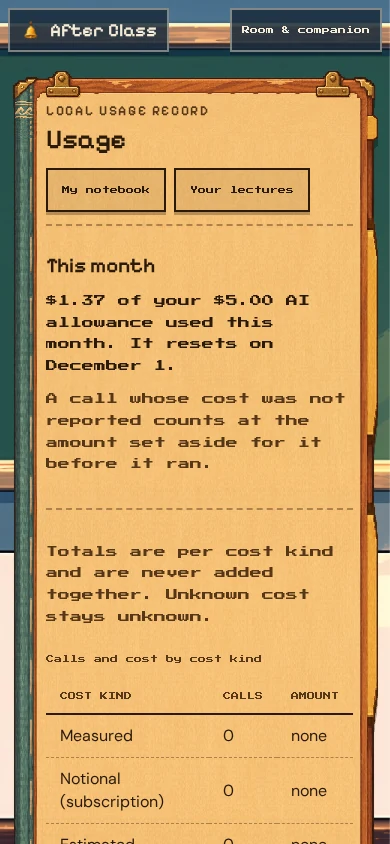 After Class
Room & companion
LOCAL USAGE RECORD
Usage
My notebook
Your lectures
This month
$1.37 of your $5.00 AI
allowance used this
month. It resets on
December 1.
A call whose cost was not
reported counts at the
amount set aside for it
before it ran.
Totals are per cost kind
and are never added
together. Unknown cost
stays unknown.
Calls and cost by cost kind
COST KIND CALLS AMOUNT
Measured 0 none
Notional
(subscription) 0 none
Estimated 0 none